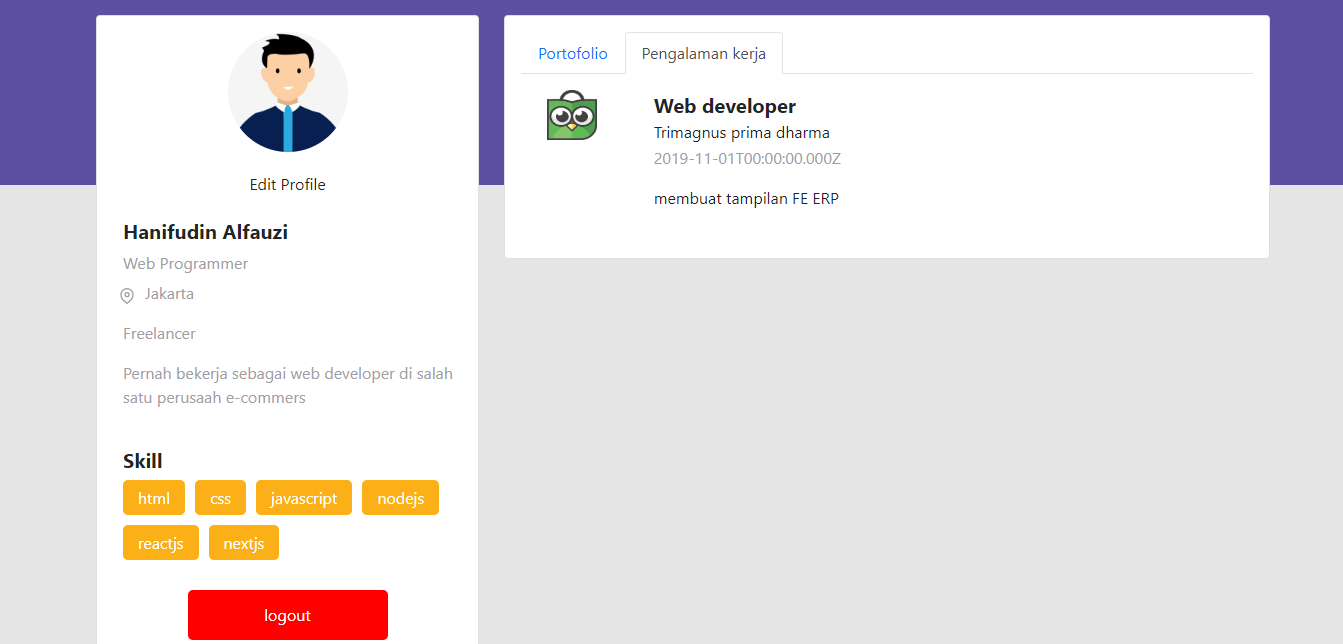 Edit Profile
Hanifudin Alfauzi
Web Programmer
Jakarta
Freelancer
Pernah bekerja sebagai web developer di salah
satu perusaah e-commers
Skill
html css javascript nodejs
reactjs nextjs
logout
Portofolio Pengalaman kerja
Web developer
Trimagnus prima dharma
2019-11-01T00:00:00.000Z
membuat tampilan FE ERP